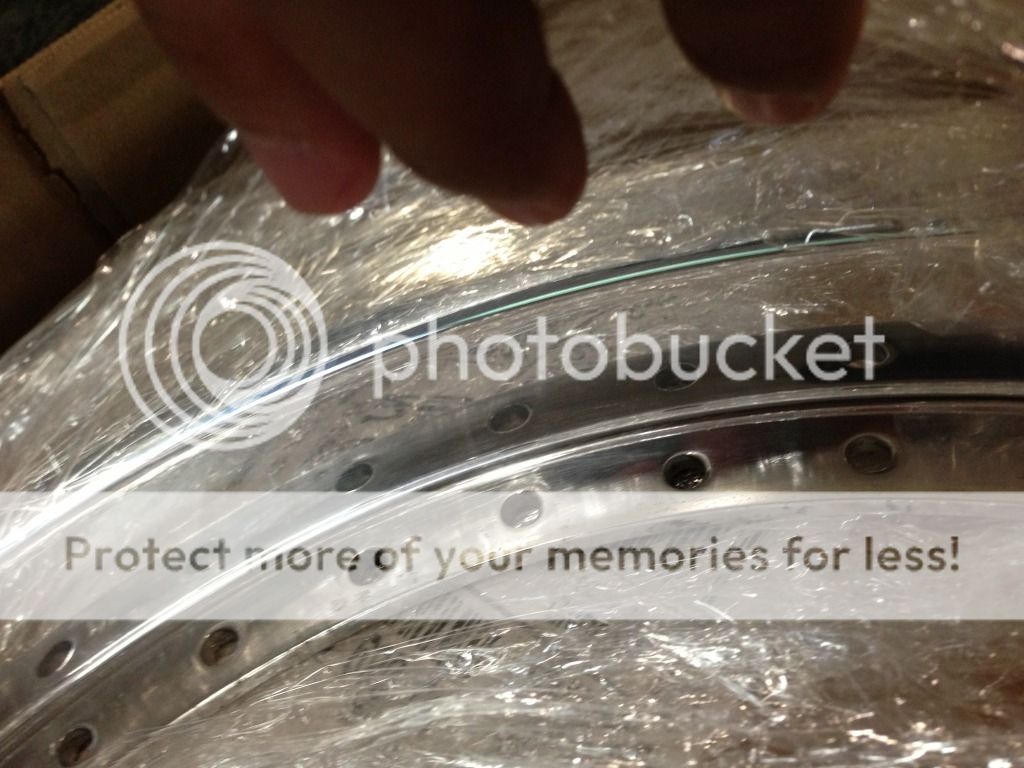 photobucket
Protect more of your memories for less!